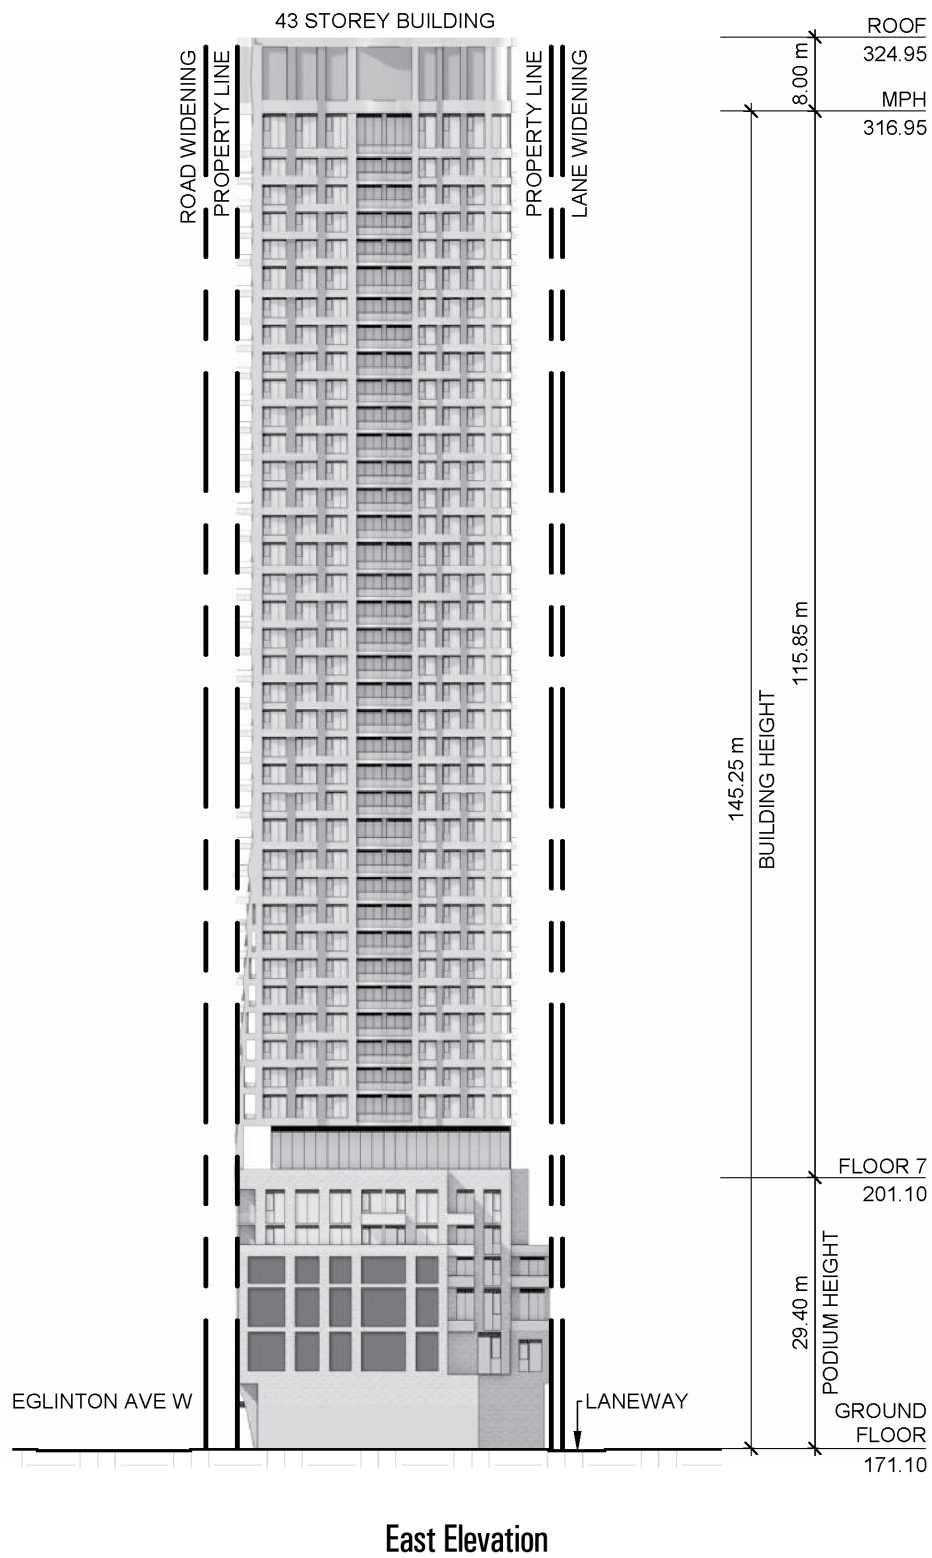 43 STOREY BUILDING
ROOF
324.95
8.00 m
MPH
316.95
ROAD WIDENING
PROPERTY LINE
PROPERTY LINE
LANE WIDENING
115.85 m
145.25 m
BUILDING HEIGHT
FLOOR 7
201.10
29.40 m
PODIUM HEIGHT
EGLINTON AVE W
LANEWAY
GROUND
FLOOR
171.10
East Elevation